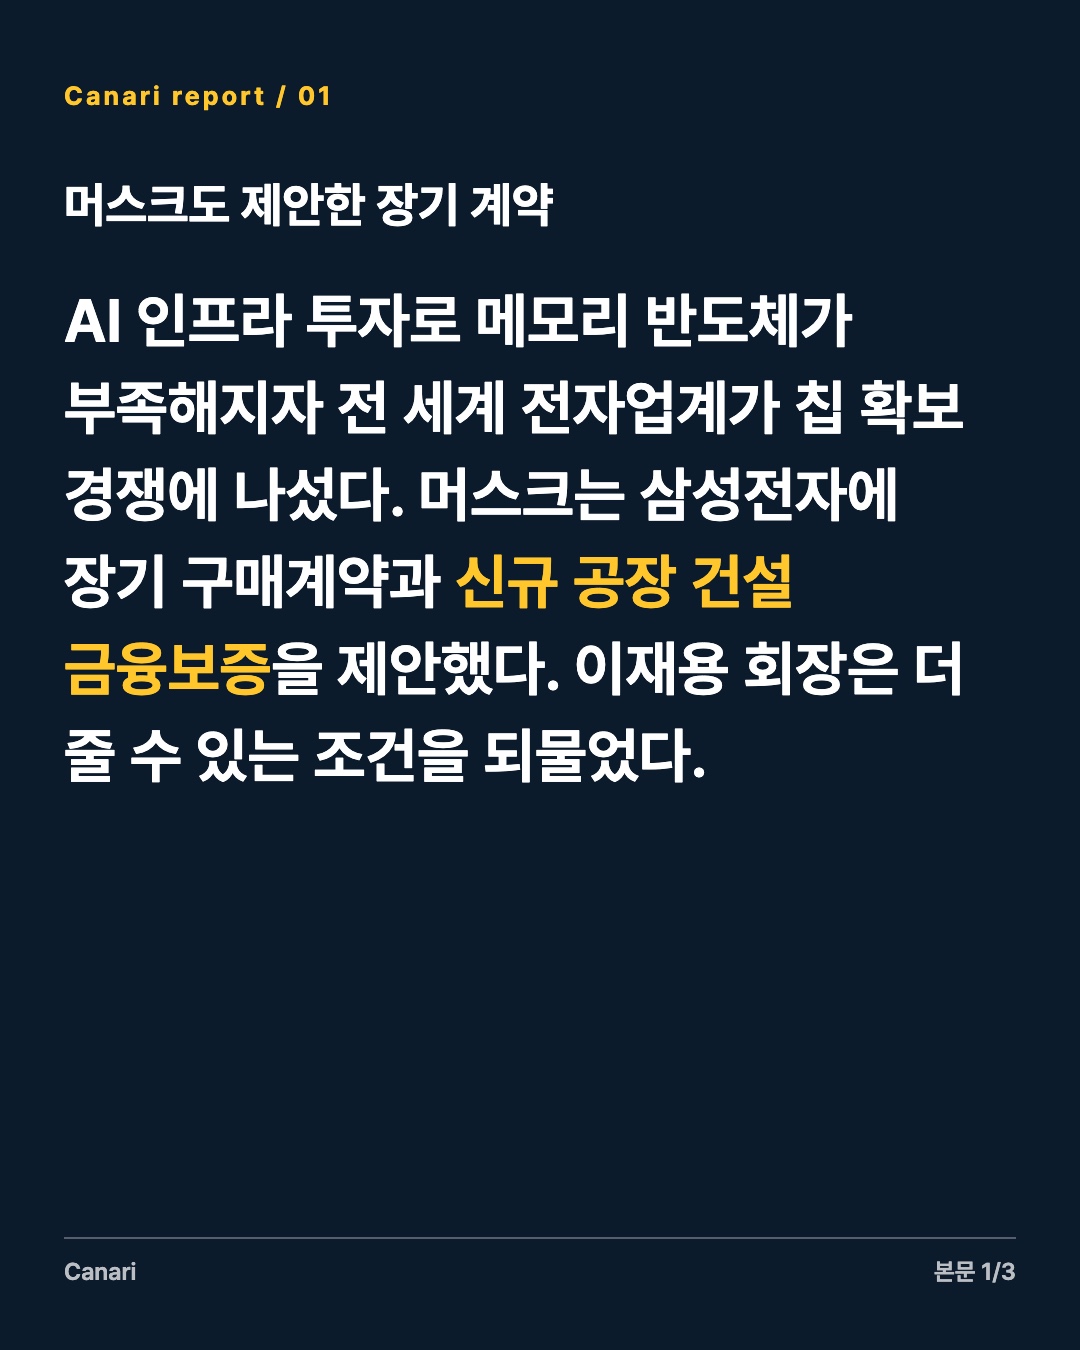 Canari report / 01
머스크도 제안한 장기 계약
AI 인프라 투자로 메모리 반도체가
부족해지자 전 세계 전자업계가 칩 확보
경쟁에 나섰다. 머스크는 삼성전자에
장기 구매계약과 신규 공장 건설
금융보증을 제안했다. 이재용 회장은 더
줄 수 있는 조건을 되물었다.
Canari
본문 1/3